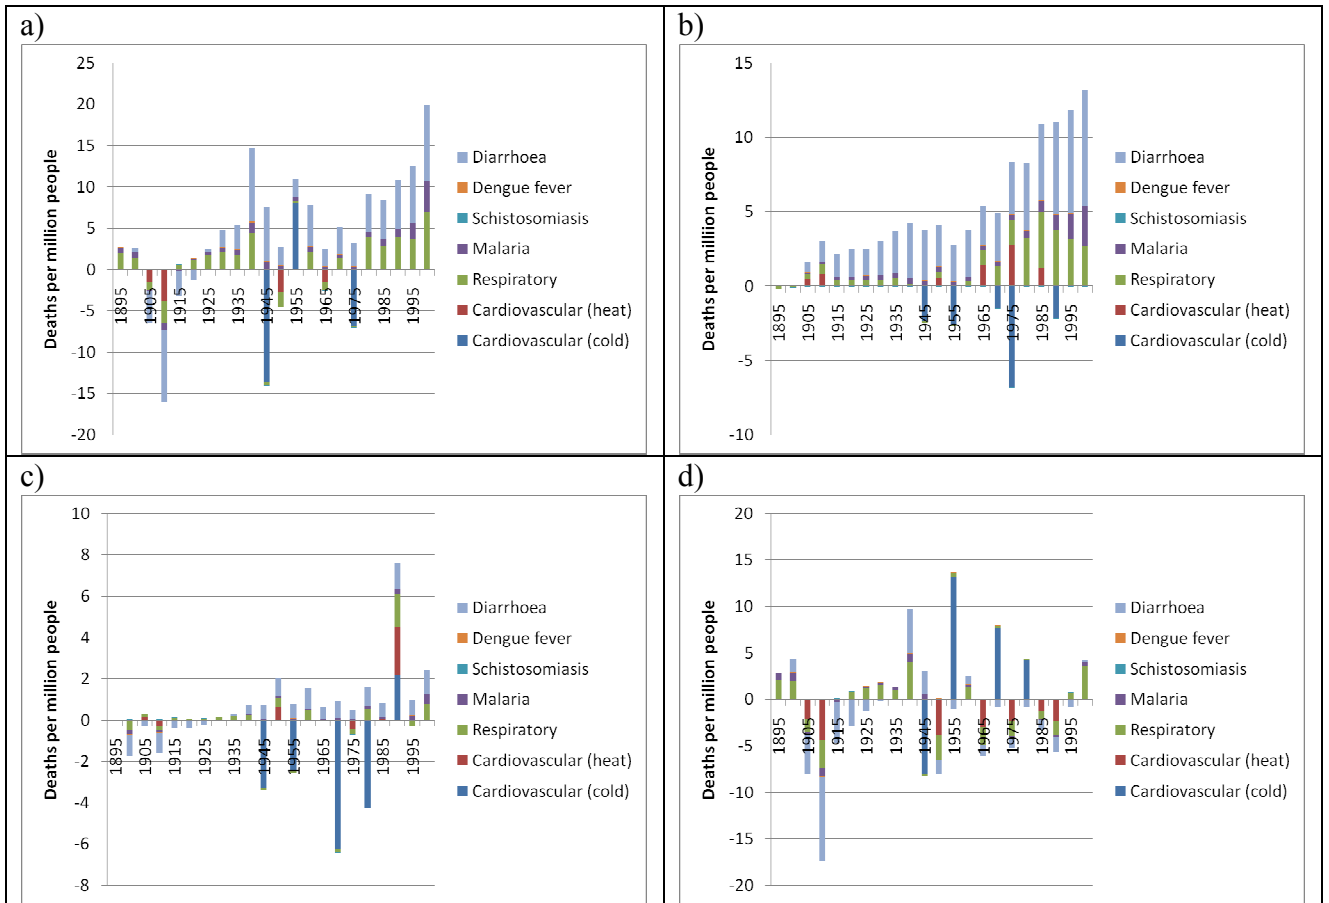 a)
Deaths per million people
25
20
15
10
5
0
-5
-10
-15
-20
1895
1905
1915
1925
1935
1945
1955
1965
1975
1985
1995
Diarrhoea
Dengue fever
Schistosomiasis
Malaria
Respiratory
Cardiovascular (heat)
Cardiovascular (cold)
b)
Deaths per milliion people
15
10
5
0
-5
-10
1895
1905
1915
1925
1935
1945
1955
1965
1975
1985
1995
Diarrhoea
Dengue fever
Schistosomiasis
Malaria
Respiratory
Cardiovascular (heat)
Cardiovascular (cold)
c)
Deaths per million people
10
8
6
4
2
0
-2
-4
-6
-8
1895
1905
1915
1925
1935
1945
1955
1965
1975
1985
1995
Diarrhoea
Dengue fever
Schistosomiasis
Malaria
Respiratory
Cardiovascular (heat)
Cardiovascular (cold)
d)
Deaths per million people
20
15
10
5
0
-5
-10
-15
-20
1895
1905
1915
1925
1935
1945
1955
1965
1975
1985
1995
Diarrhoea
Dengue fever
Schistosomiasis
Malaria
Respiratory
Cardiovascular (heat)
Cardiovascular (cold)